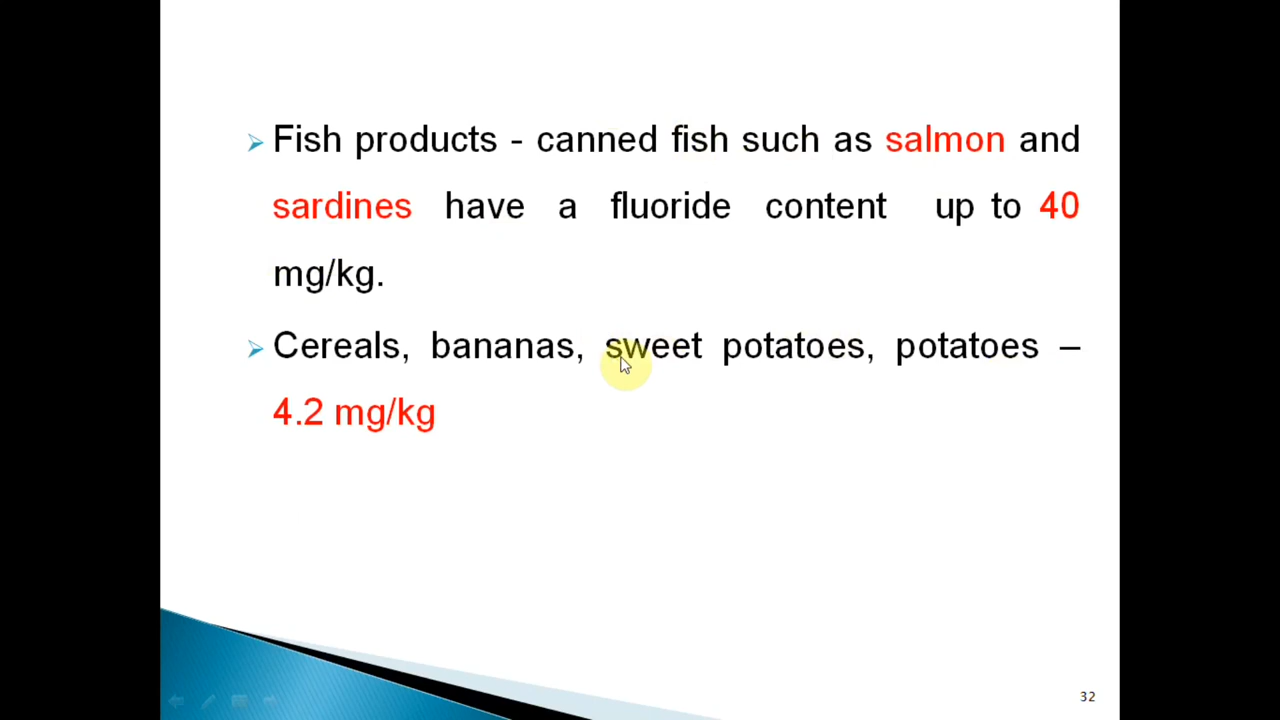 Fish products - canned fish such as salmon and
sardines have a fluoride content up to 40
mg/kg.
Cereals, bananas, sweet potatoes, potatoes –
4.2 mg/kg
32